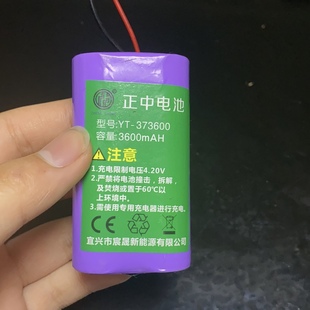 正中电池
型号:YT-373600
容量:3600mAH
注意
1.充电限制电压4.20V
2.严禁将电池撞击,拆解,
及焚烧或置于60℃以
上环境中.
3.需使用专用充电器充电
宜兴市宸晟新能源有限公司